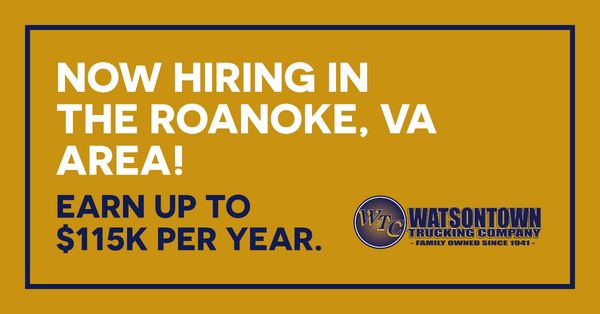 NOW HIRING IN
THE ROANOKE, VA
AREA!
EARN UP TO
$115K PER YEAR.
WTC
WATSONTOWN
TRUCKING COMPANY
- FAMILY OWNED SINCE 1941 -